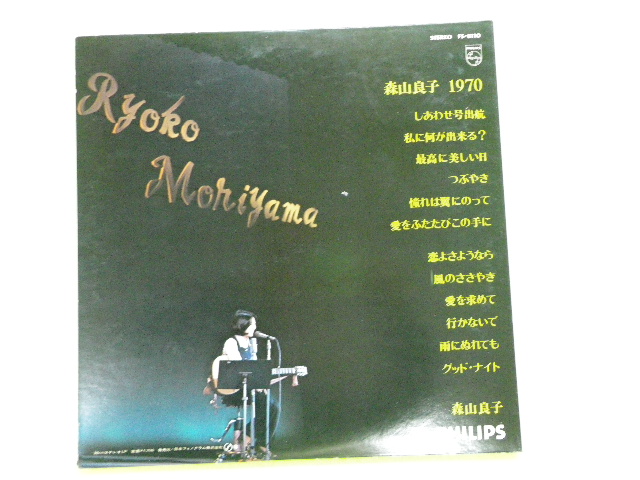 STEREO FS-8110
PHILIPS
Ryoko
Moriyama
森山良子 1970
しあわせ号出航
私に何が出来る?
最高に美しい日
つぶやき
憧れは翼にのって
愛をふたたびこの手に
恋よさようなら
風のささやき
愛を求めて
行かないで
雨にぬれても
グッド・ナイト
森山良子
PHILIPS